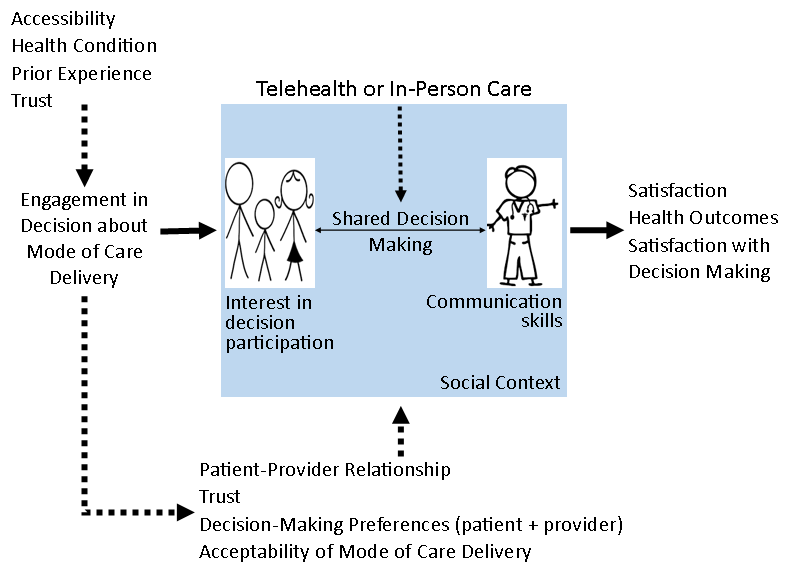 Accessibility
Health Condition
Prior Experience
Trust
Telehealth or In-Person Care
Engagement in
Decision about
Mode of Care
Delivery
Shared Decision
Making
Interest in
decision
participation
Communication
skills
Social Context
Satisfaction
Health Outcomes
Satisfaction with
Decision Making
Patient-Provider Relationship
Trust
Decision-Making Preferences (patient + provider)
Acceptability of Mode of Care Delivery